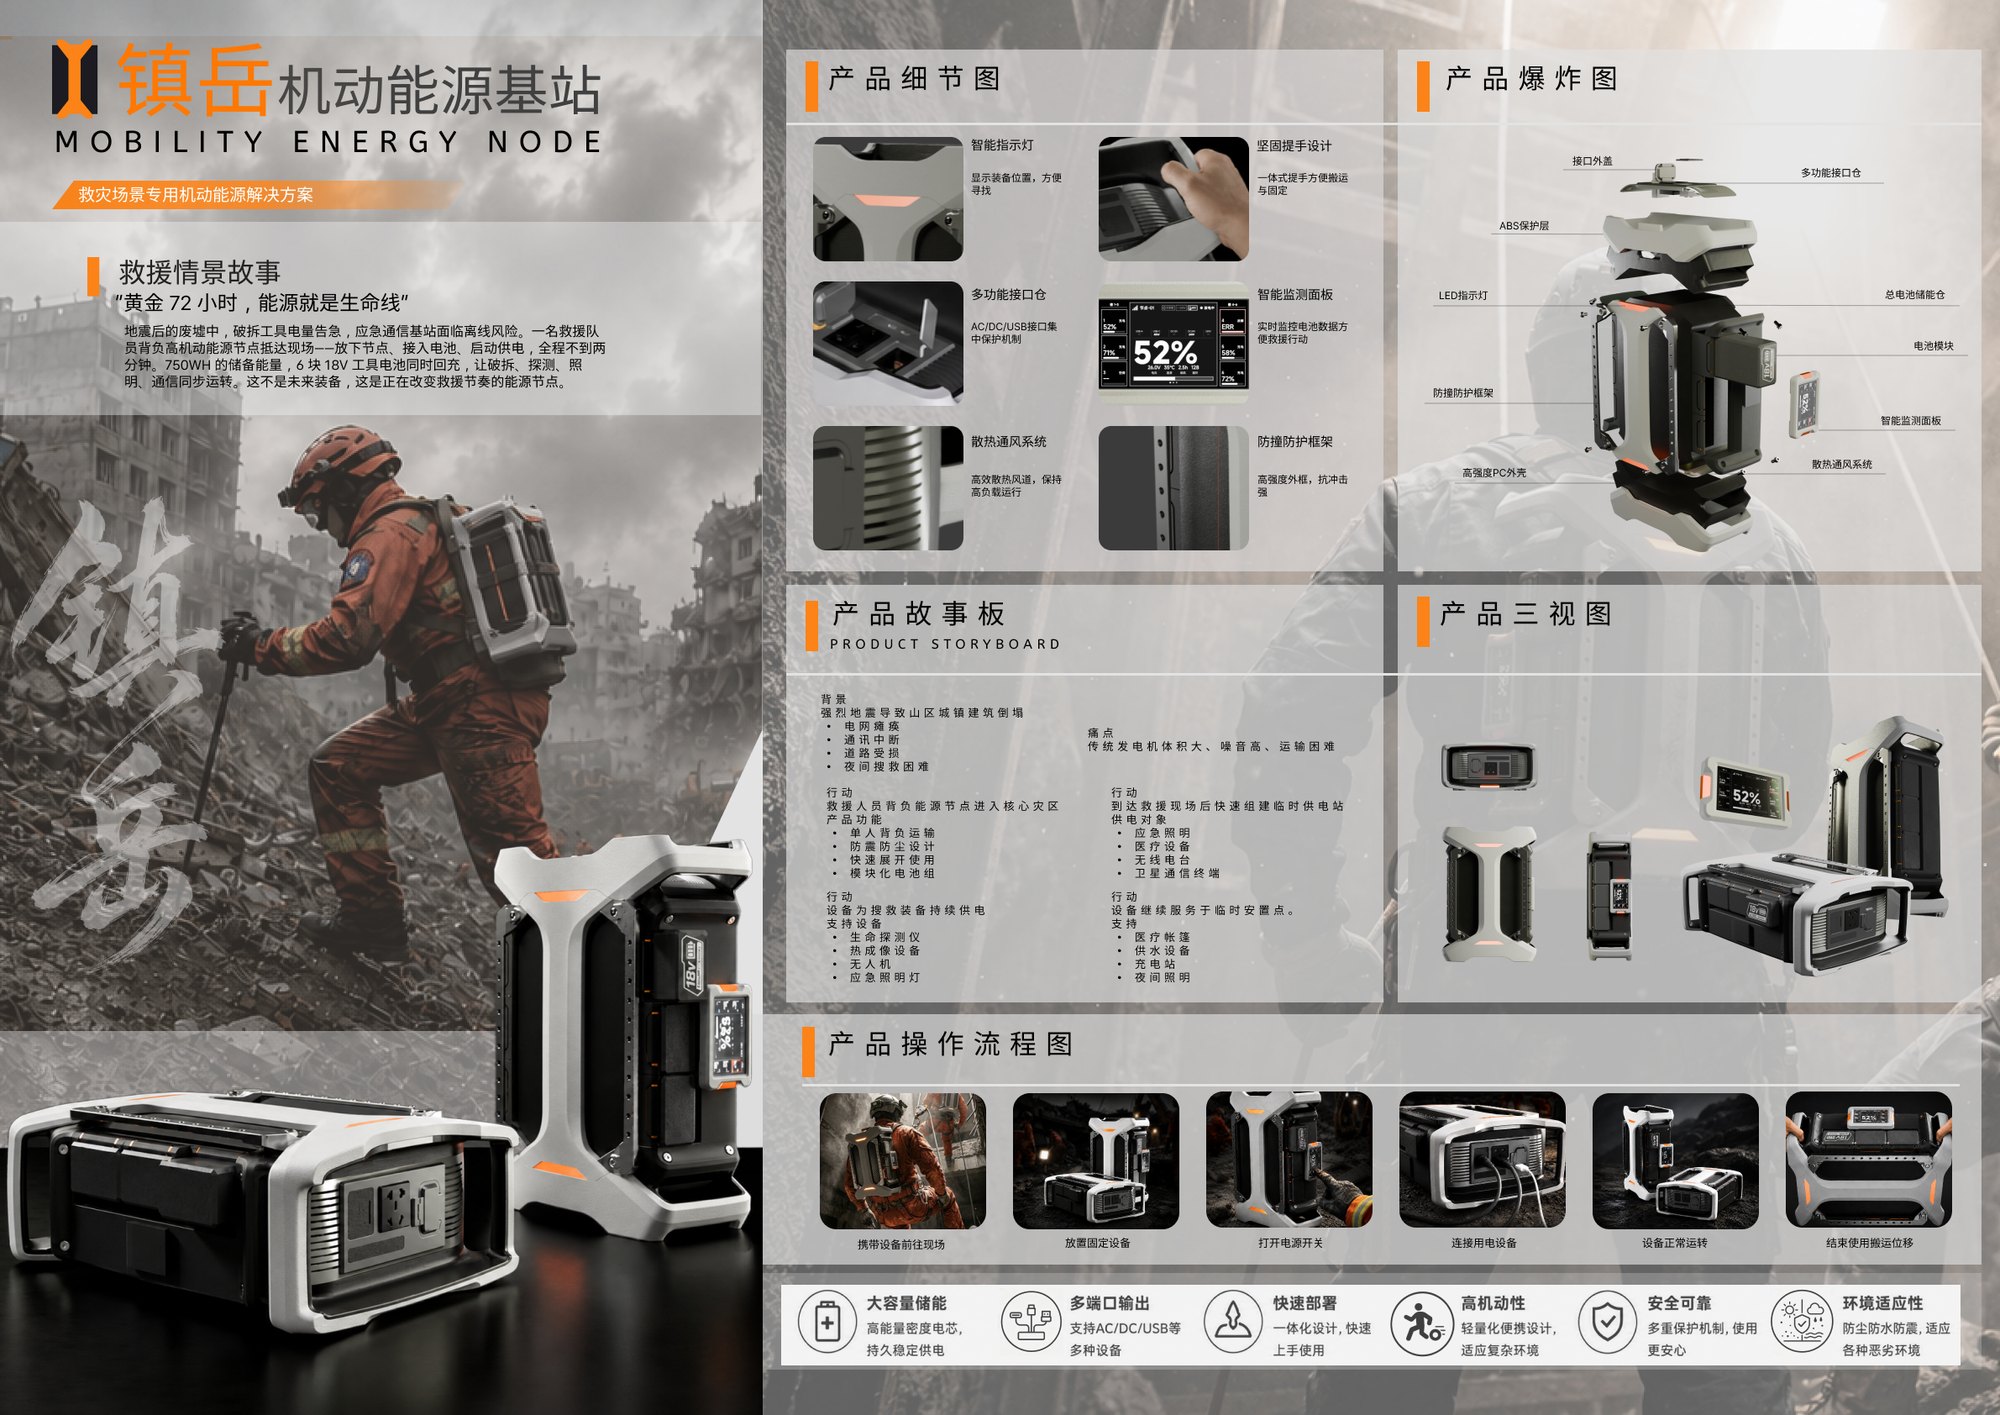 镇岳机动能源基站
MOBILITY ENERGY NODE
救灾场景专用机动能源解决方案
救援情景故事
“黄金 72 小时，能源就是生命线”
地震后的废墟中，破拆工具电量告急，应急通信基站面临离线风险。一名救援队
员背负高机动能源节点抵达现场——放下节点、接入电池、启动供电，全程不到两
分钟。750WH 的储备能量，6 块 18V 工具电池同时回充，让破拆、探测、照
明、通信同步运转。这不是未来装备，这是正在改变救援节奏的能源节点。
镇
岳
18v
52%
产品细节图
智能指示灯
显示装备位置，方便
寻找
坚固提手设计
一体式提手方便搬运
与固定
多功能接口仓
AC/DC/USB接口集
中保护机制
52%
71%
52%
26.0V 35°C 2.5h 128
ERR
58%
72%
智能监测面板
实时监控电池数据方
便救援行动
散热通风系统
高效散热风道，保持
高负载运行
防撞防护框架
高强度外框，抗冲击
强
产品爆炸图
接口外盖
多功能接口仓
ABS保护层
LED指示灯
总电池储能仓
电池模块
防撞防护框架
52%
智能监测面板
高强度PC外壳
散热通风系统
产品故事板
PRODUCT STORYBOARD
背景
强烈地震导致山区城镇建筑倒塌
• 电网瘫痪
• 通讯中断
• 道路受损
• 夜间搜救困难
痛点
传统发电机体积大、噪音高、运输困难
行动
救援人员背负能源节点进入核心灾区
产品功能
• 单人背负运输
• 防震防尘设计
• 快速展开使用
• 模块化电池组
行动
到达救援现场后快速组建临时供电站
供电对象
• 应急照明
• 医疗设备
• 无线电台
• 卫星通信终端
行动
设备为搜救装备持续供电
支持设备
• 生命探测仪
• 热成像设备
• 无人机
• 应急照明灯
行动
设备继续服务于临时安置点。
支持
• 医疗帐篷
• 供水设备
• 充电站
• 夜间照明
产品三视图
52%
52%
18v
产品操作流程图
携带设备前往现场
放置固定设备
打开电源开关
连接用电设备
设备正常运转
结束使用搬运位移
大容量储能
高能量密度电芯，
持久稳定供电
多端口输出
支持AC/DC/USB等
多种设备
快速部署
一体化设计，快速
上手使用
高机动性
轻量化便携设计，
适应复杂环境
安全可靠
多重保护机制，使用
更安心
环境适应性
防尘防水防震，适应
各种恶劣环境